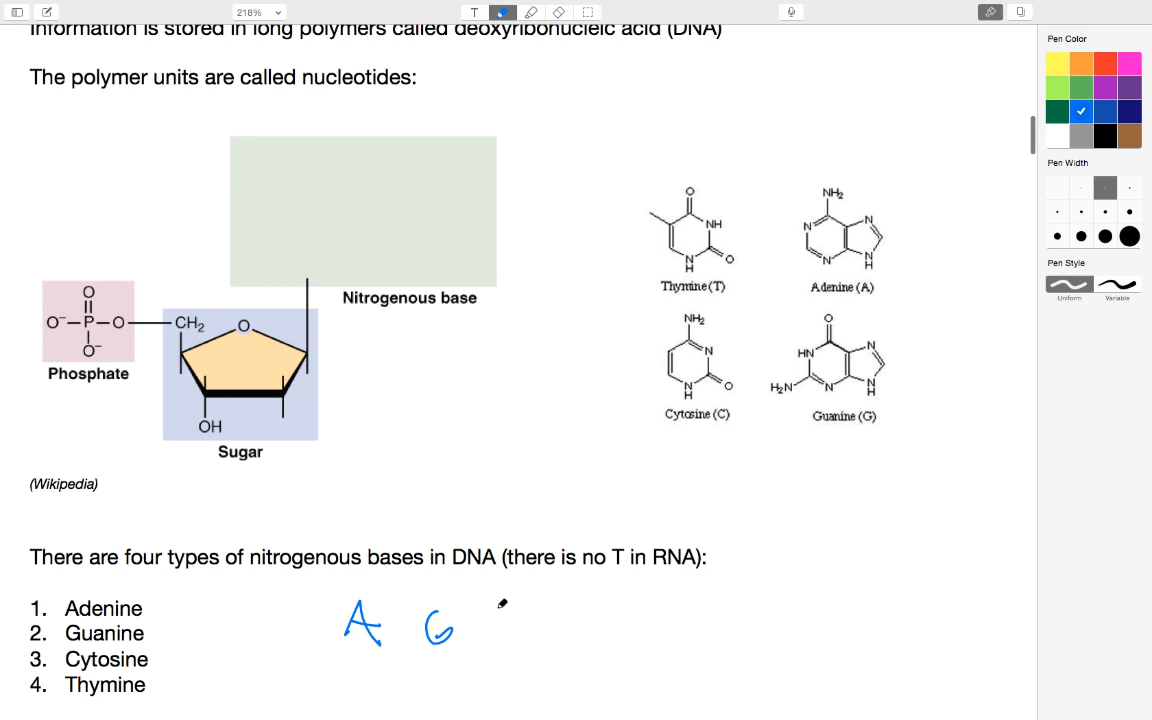 218%
T
Information is stored in long polymers called deoxyribonucleic acid (DNA)
The polymer units are called nucleotides:
Nitrogenous base
O
O⁻ P O CH₂ O
O⁻
Phosphate
OH
Sugar
(Wikipedia)
O
NH
N
H
O
Thymine (T)
NH₂
N
N
N
N
H
Adenine (A)
NH₂
N
N
H
O
Cytosine (C)
O
HN
N
H₂N
N
N
H
Guanine (G)
There are four types of nitrogenous bases in DNA (there is no T in RNA):
1. Adenine
2. Guanine
3. Cytosine
4. Thymine
A G
Pen Color
Pen Width
Pen Style
Uniform Variable